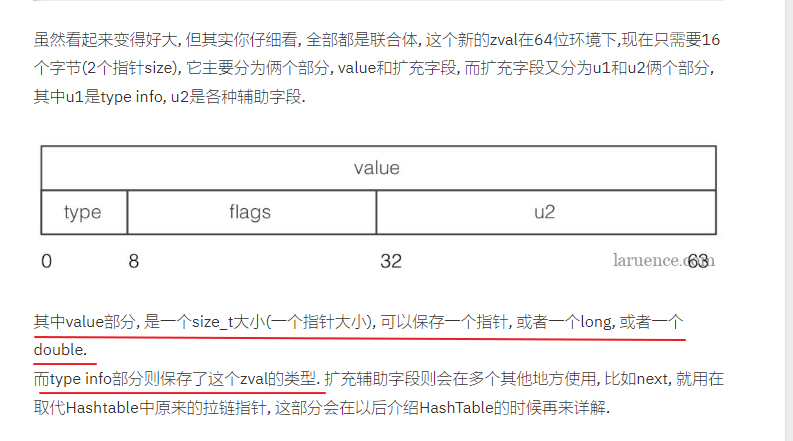 虽然看起来变得好大, 但其实你仔细看, 全部都是联合体, 这个新的zval在64位环境下,现在只需要16
个字节(2个指针size), 它主要分为俩个部分, value和扩充字段, 而扩充字段又分为u1和u2俩个部分,
其中u1是type info, u2是各种辅助字段.
value
type flags u2
0 8 32 63
laruence.com
其中value部分, 是一个size_t大小(一个指针大小), 可以保存一个指针, 或者一个long, 或者一个
double.
而type info部分则保存了这个zval的类型. 扩充辅助字段则会在多个其他地方使用, 比如next, 就用在
取代Hashtable中原来的拉链指针, 这部分会在以后介绍HashTable的时候再来详解.